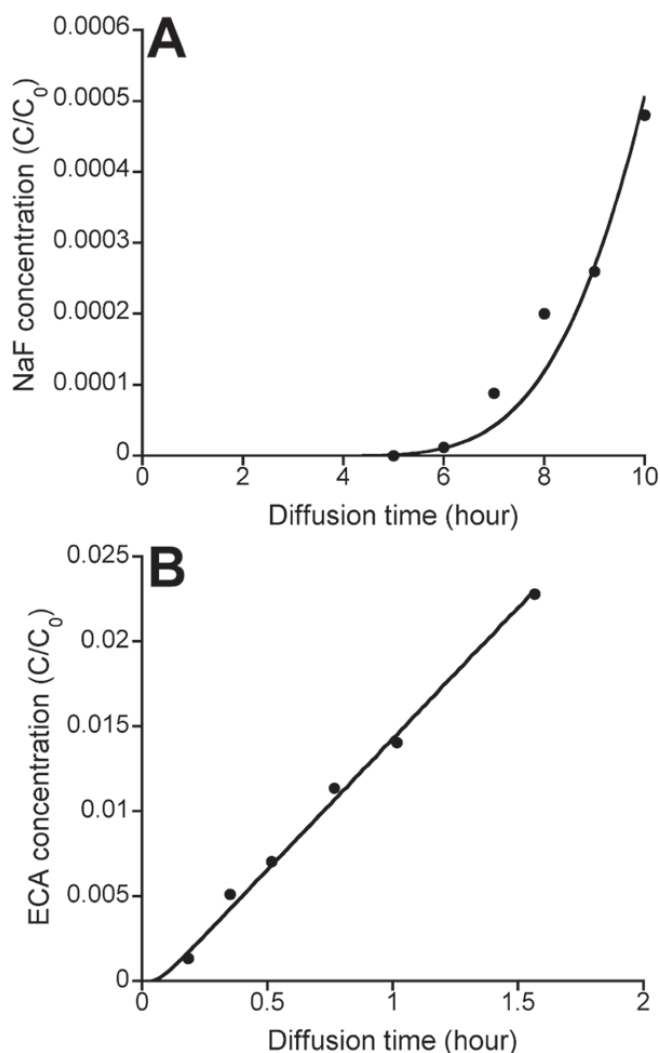 A
0.0006
0.0005
0.0004
0.0003
0.0002
0.0001
0
NaF concentration (C/C₀)
0 2 4 6 8 10
Diffusion time (hour)
B
0.025
0.02
0.015
0.01
0.005
0
ECA concentration (C/C₀)
0 0.5 1 1.5 2
Diffusion time (hour)